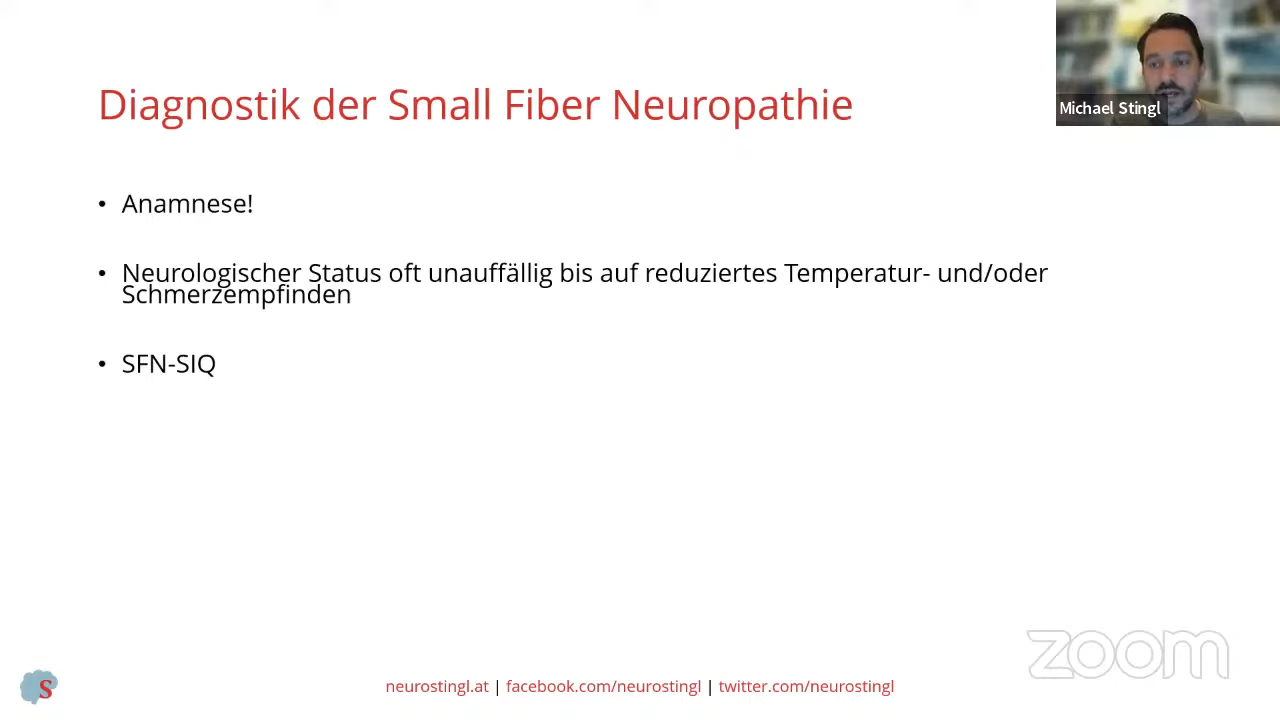 Diagnostik der Small Fiber Neuropathie
Michael Stingl
• Anamnese!
• Neurologischer Status oft unauffällig bis auf reduziertes Temperatur- und/oder
Schmerzempfinden
• SFN-SIQ
zoom
S
neurostingl.at | facebook.com/neurostingl | twitter.com/neurostingl